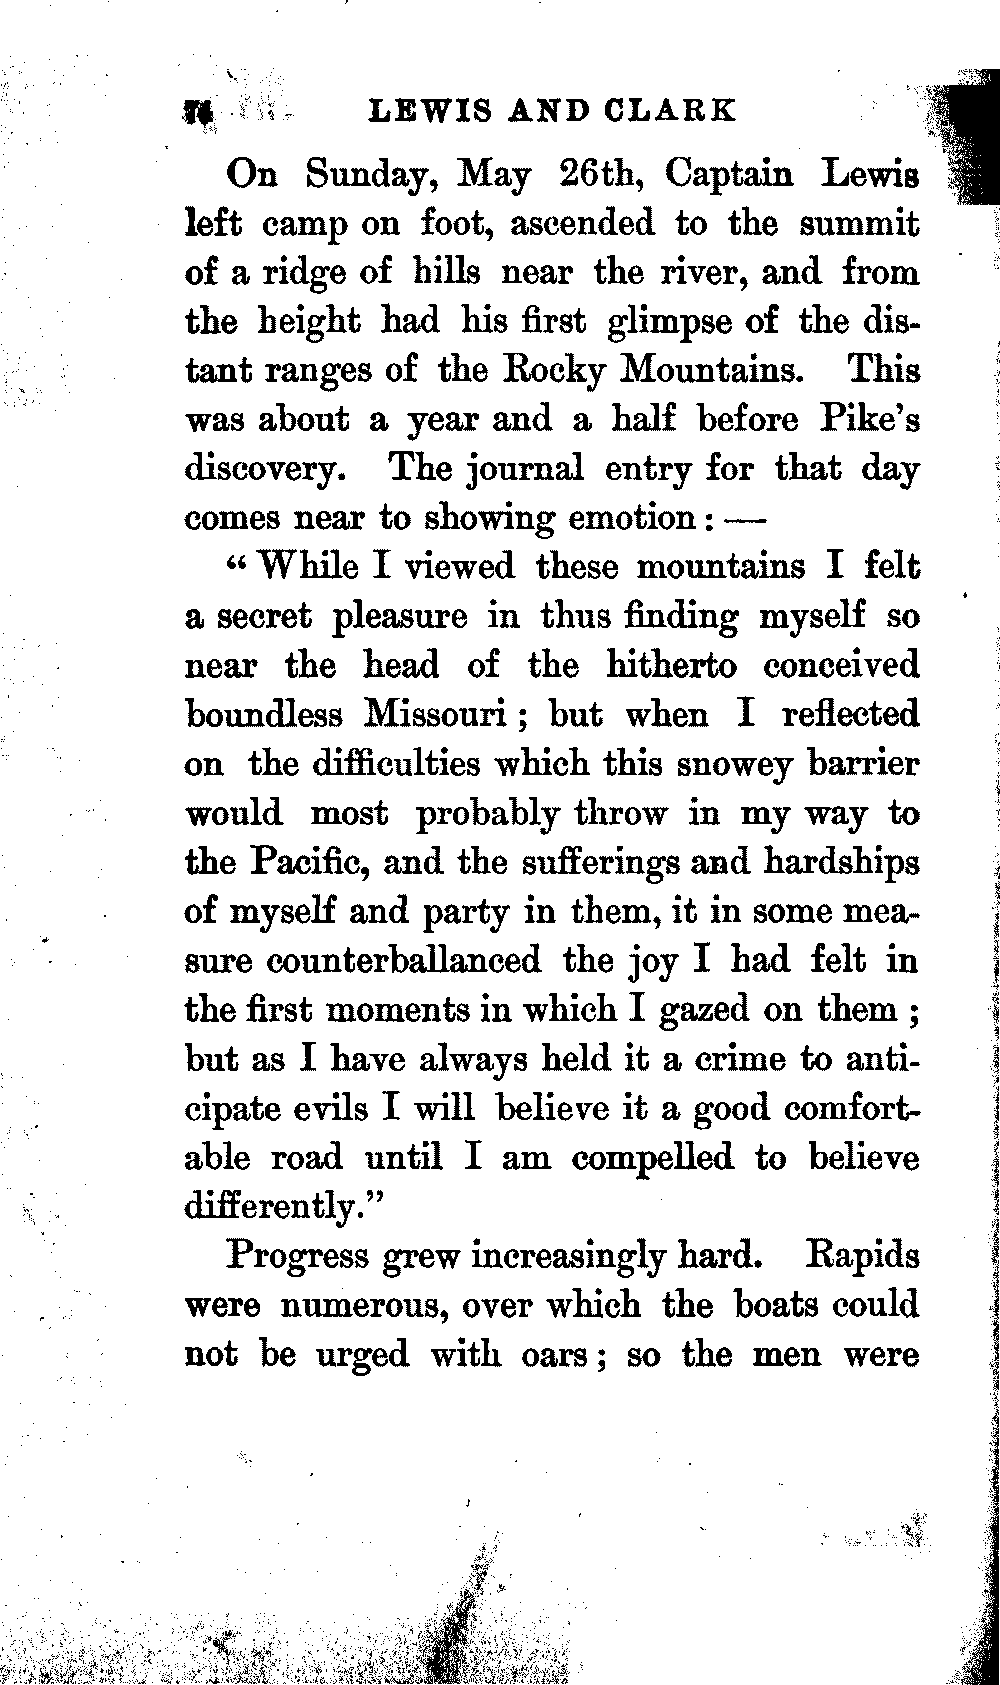 LEWIS AND CLARK
On Sunday, May 26th, Captain Lewis
left camp on foot, ascended to the summit
of a ridge of hills near the river, and from
the height had his first glimpse of the dis-
tant ranges of the Rocky Mountains. This
was about a year and a half before Pike's
discovery. The journal entry for that day
comes near to showing emotion: —
"While I viewed these mountains I felt
a secret pleasure in thus finding myself so
near the head of the hitherto conceived
boundless Missouri; but when I reflected
on the difficulties which this snowey barrier
would most probably throw in my way to
the Pacific, and the sufferings and hardships
of myself and party in them, it in some mea-
sure counterballanced the joy I had felt in
the first moments in which I gazed on them;
but as I have always held it a crime to anti-
cipate evils I will believe it a good comfort-
able road until I am compelled to believe
differently."
Progress grew increasingly hard. Rapids
were numerous, over which the boats could
not be urged with oars; so the men were